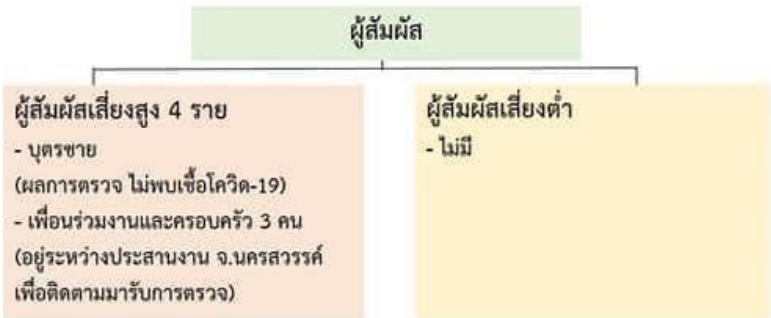 ผู้สัมผัส
ผู้สัมผัสเสี่ยงสูง 4 ราย
- บุตรชาย
(ผลการตรวจ ไม่พบเชื้อโควิด-19)
- เพื่อนร่วมงานและครอบครัว 3 คน
(อยู่ระหว่างประสานงาน จ.นครสวรรค์
เพื่อติดตามมารับการตรวจ)
ผู้สัมผัสเสี่ยงต่ำ
- ไม่มี